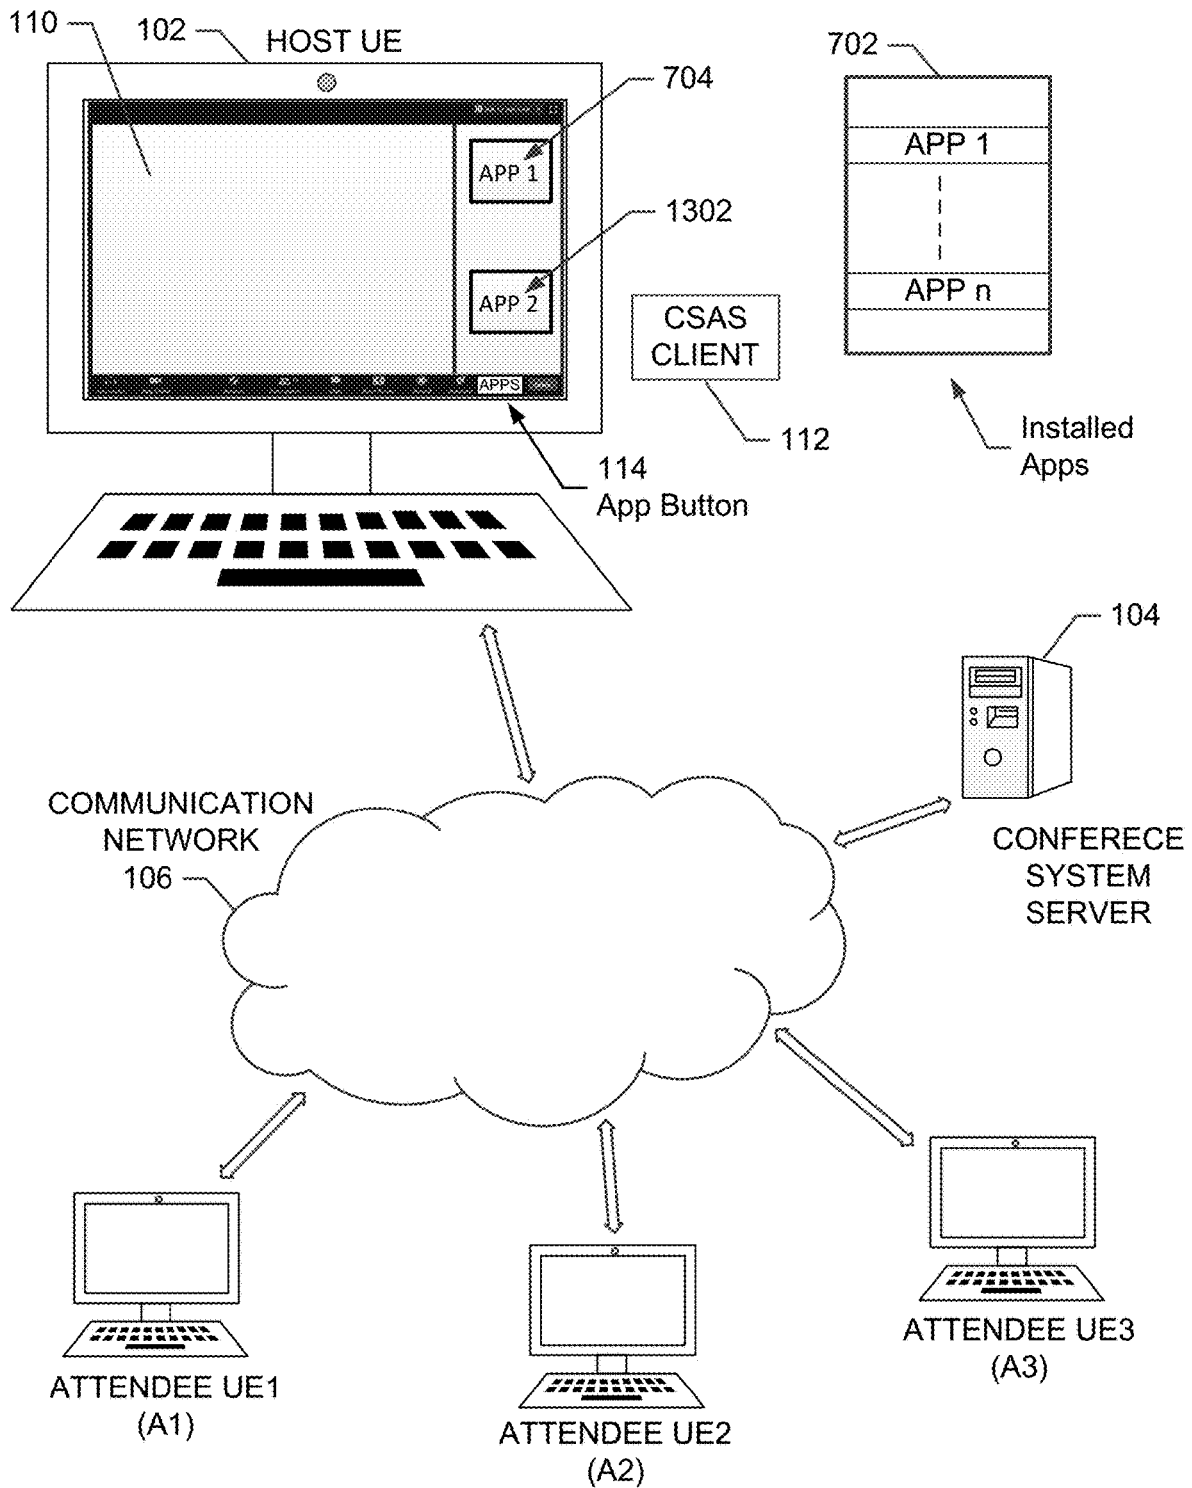 110
102
HOST UE
704
702
APP 1
APP 1
1302
APP 2
APP n
CSAS
CLIENT
APPS
112
114
App Button
Installed
Apps
104
COMMUNICATION
NETWORK
106
CONFERECE
SYSTEM
SERVER
ATTENDEE UE1
(A1)
ATTENDEE UE2
(A2)
ATTENDEE UE3
(A3)